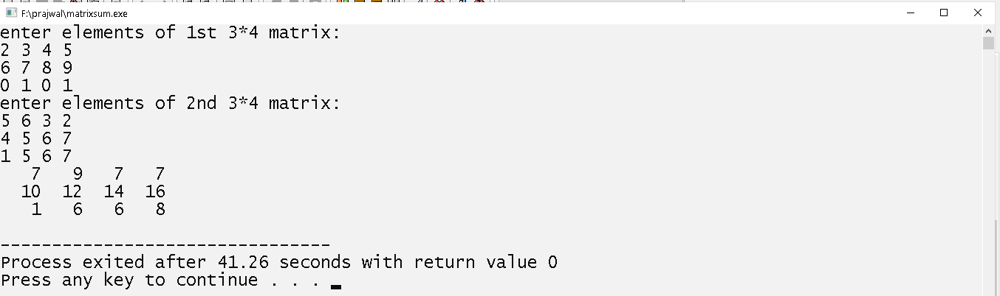 F:\prajwal\matrixsum.exe
enter elements of 1st 3*4 matrix:
2 3 4 5
6 7 8 9
0 1 0 1
enter elements of 2nd 3*4 matrix:
5 6 3 2
4 5 6 7
1 5 6 7
   7   9   7   7
  10  12  14  16
   1   6   6   8
--------------------------------
Process exited after 41.26 seconds with return value 0
Press any key to continue . . .